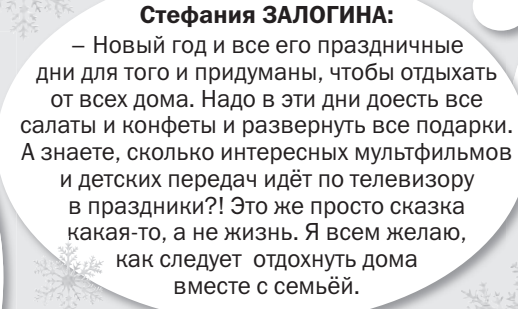 Стефания ЗАЛОГИНА:
– Новый год и все его праздничные
дни для того и придуманы, чтобы отдыхать
от всех дома. Надо в эти дни доесть все
салаты и конфеты и развернуть все подарки.
А знаете, сколько интересных мультфильмов
и детских передач идёт по телевизору
в праздники?! Это же просто сказка
какая-то, а не жизнь. Я всем желаю,
как следует отдохнуть дома
вместе с семьёй.